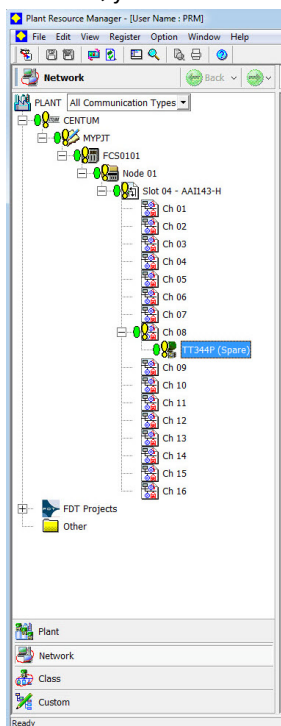 Plant Resource Manager - [User Name : PRM]
File Edit View Register Option Window Help
Network Back
PLANT All Communication Types
CENTUM
MYPJT
FCS0101
Node 01
Slot 04 - AAI143-H
Ch 01
Ch 02
Ch 03
Ch 04
Ch 05
Ch 06
Ch 07
Ch 08
TT344P (Spare)
Ch 09
Ch 10
Ch 11
Ch 12
Ch 13
Ch 14
Ch 15
Ch 16
FDT Projects
Other
Plant
Network
Class
Custom
Ready